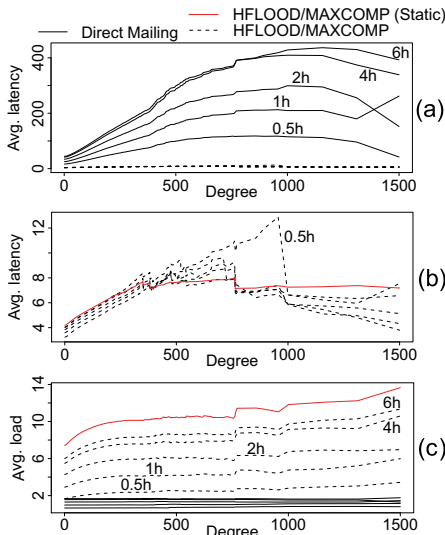 HFLOOD/MAXCOMP (Static)
Direct Mailing HFLOOD/MAXCOMP
Avg. latency
0 200 400
6h
4h
2h
1h
0.5h
(a)
0 500 1000 1500
Degree
Avg. latency
4 6 8 10 12
0.5h
(b)
0 500 1000 1500
Degree
Avg. load
2 6 10 14
6h
4h
2h
1h
0.5h
(c)
0 500 1000 1500
Degree